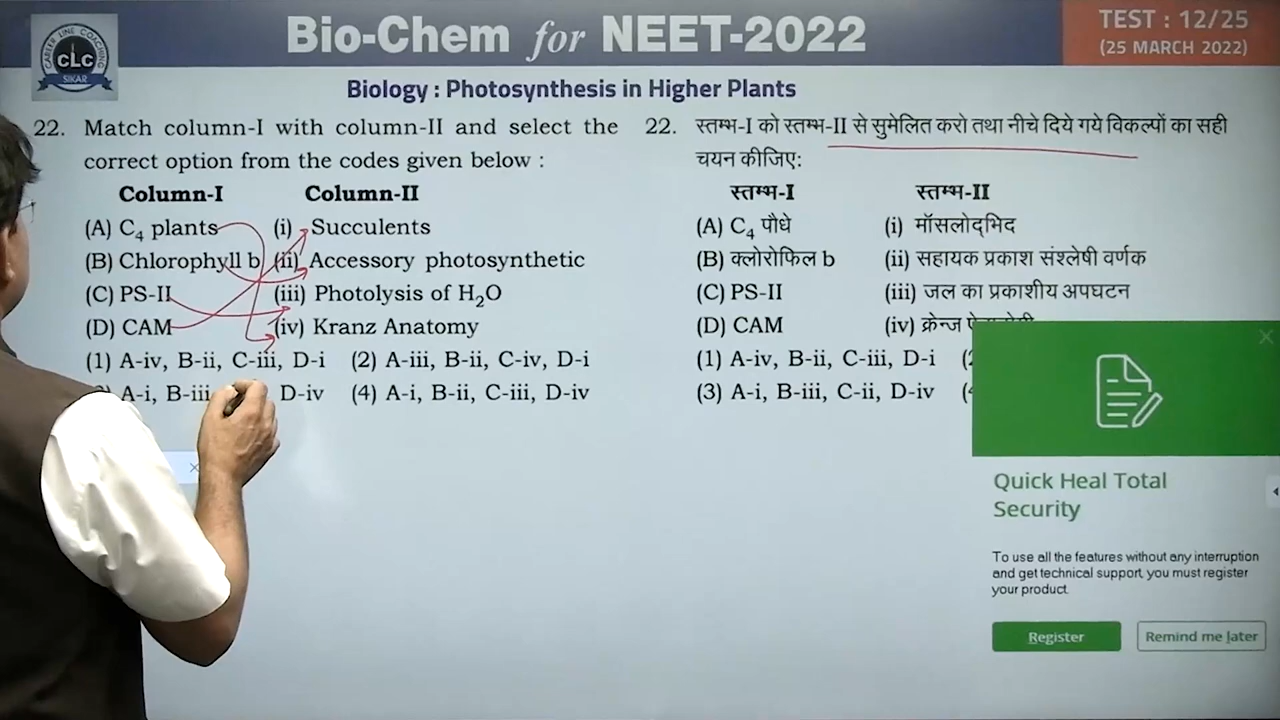 Bio-Chem for NEET-2022
TEST : 12/25
(25 MARCH 2022)
CAREER LINE COACHING
CLC
SIKAR
Biology : Photosynthesis in Higher Plants
22. Match column-I with column-II and select the
correct option from the codes given below :
Column-I Column-II
(A) C₄ plants (i) Succulents
(B) Chlorophyll b (ii) Accessory photosynthetic
(C) PS-II (iii) Photolysis of H₂O
(D) CAM (iv) Kranz Anatomy
(1) A-iv, B-ii, C-iii, D-i (2) A-iii, B-ii, C-iv, D-i
A-i, B-iii D-iv (4) A-i, B-ii, C-iii, D-iv
22. स्तम्भ-I को स्तम्भ-II से सुमेलित करो तथा नीचे दिये गये विकल्पों का सही
चयन कीजिए:
स्तम्भ-I स्तम्भ-II
(A) C₄ पौधे (i) मॉसलोद्भिद
(B) क्लोरोफिल b (ii) सहायक प्रकाश संश्लेषी वर्णक
(C) PS-II (iii) जल का प्रकाशीय अपघटन
(D) CAM (iv) क्रेन्ज
(1) A-iv, B-ii, C-iii, D-i
(3) A-i, B-iii, C-ii, D-iv
Quick Heal Total
Security
To use all the features without any interruption
and get technical support, you must register
your product.
Register Remind me later